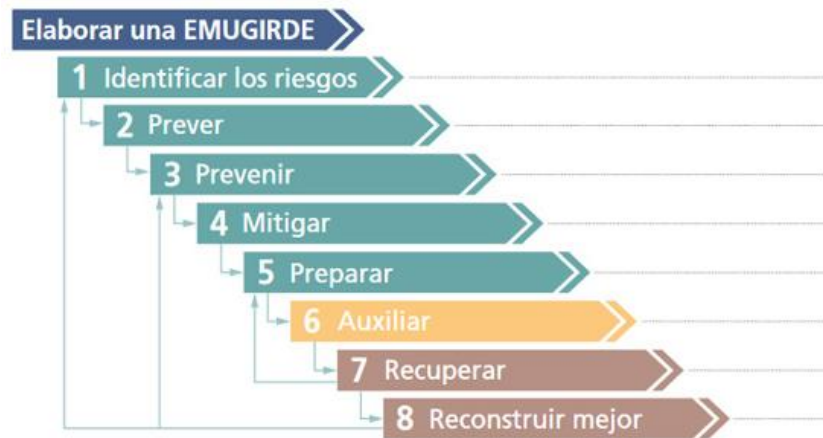 Elaborar una EMUGIRDE
1 Identificar los riesgos
2 Prever
3 Prevenir
4 Mitigar
5 Preparar
6 Auxiliar
7 Recuperar
8 Reconstruir mejor